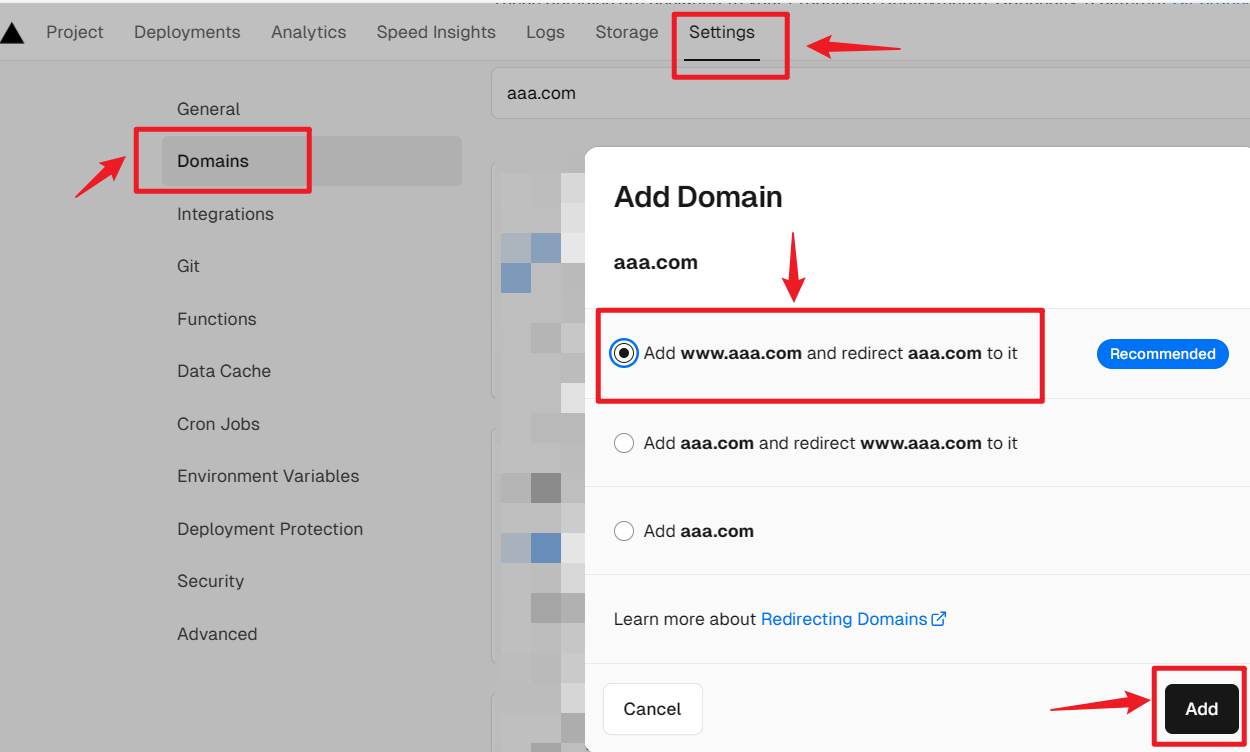 Project Deployments Analytics Speed Insights Logs Storage Settings
aaa.com
General
Domains
Integrations
Git
Functions
Data Cache
Cron Jobs
Environment Variables
Deployment Protection
Security
Advanced
Add Domain
aaa.com
Add www.aaa.com and redirect aaa.com to it Recommended
Add aaa.com and redirect www.aaa.com to it
Add aaa.com
Learn more about Redirecting Domains
Cancel Add